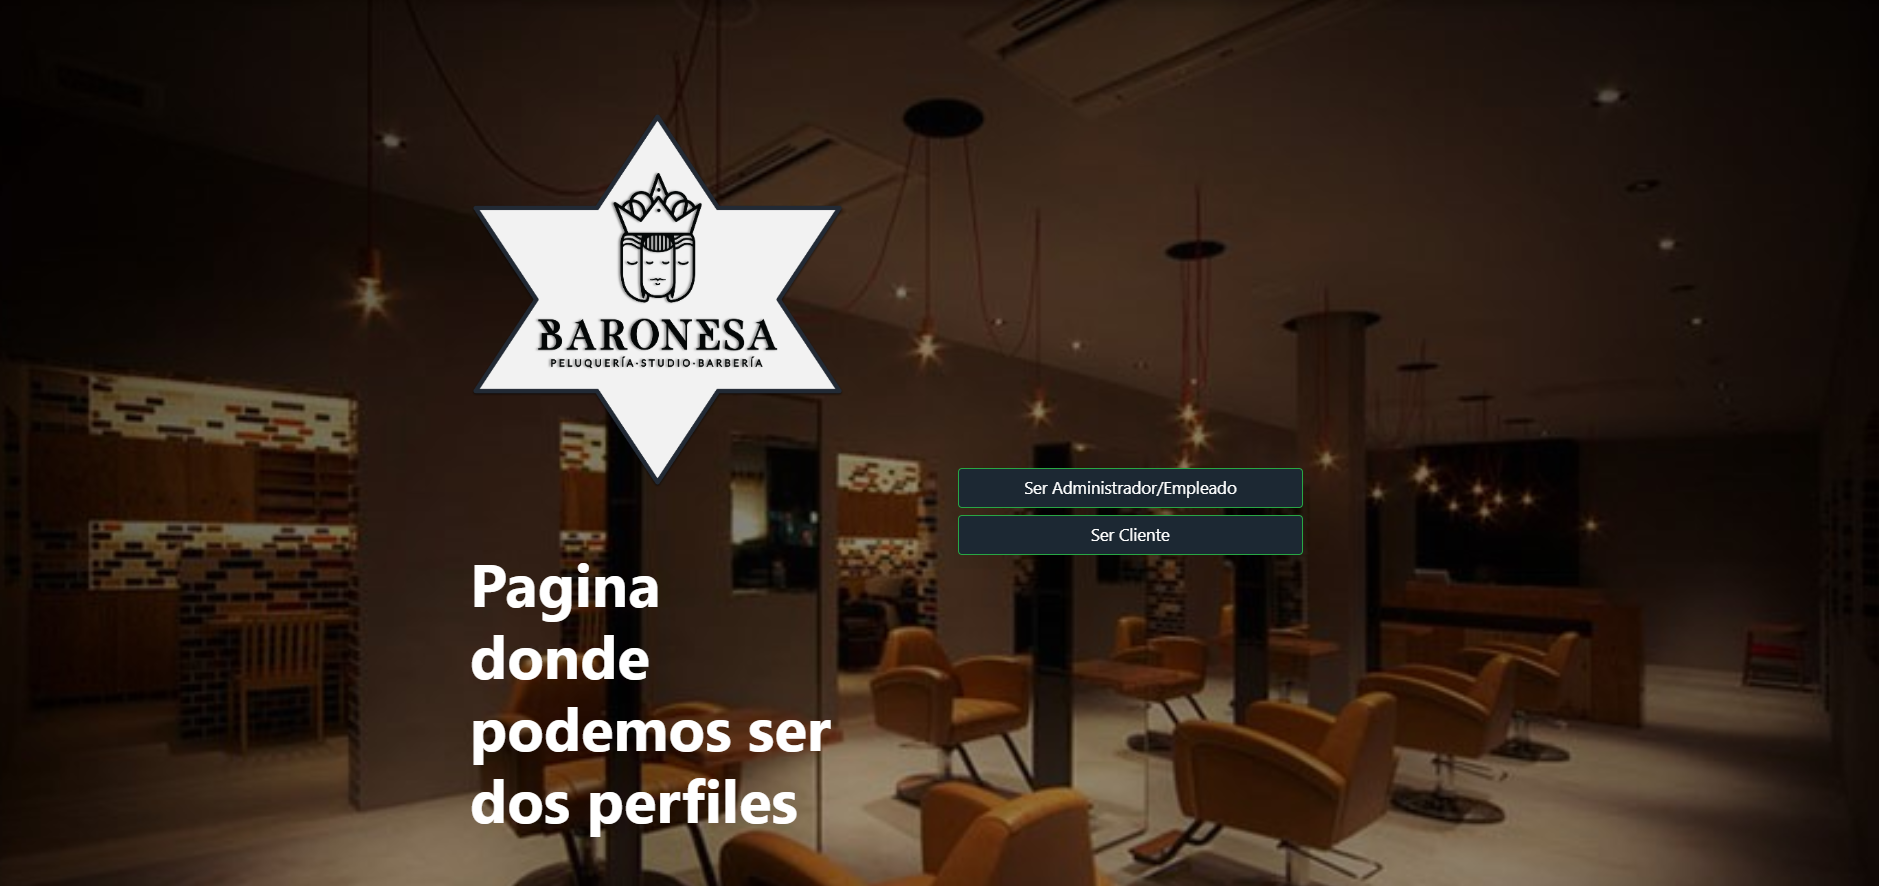 BARONESA
PELUQUERÍA·STUDIO·BARBERÍA
Ser Administrador/Empleado
Ser Cliente
Pagina
donde
podemos ser
dos perfiles